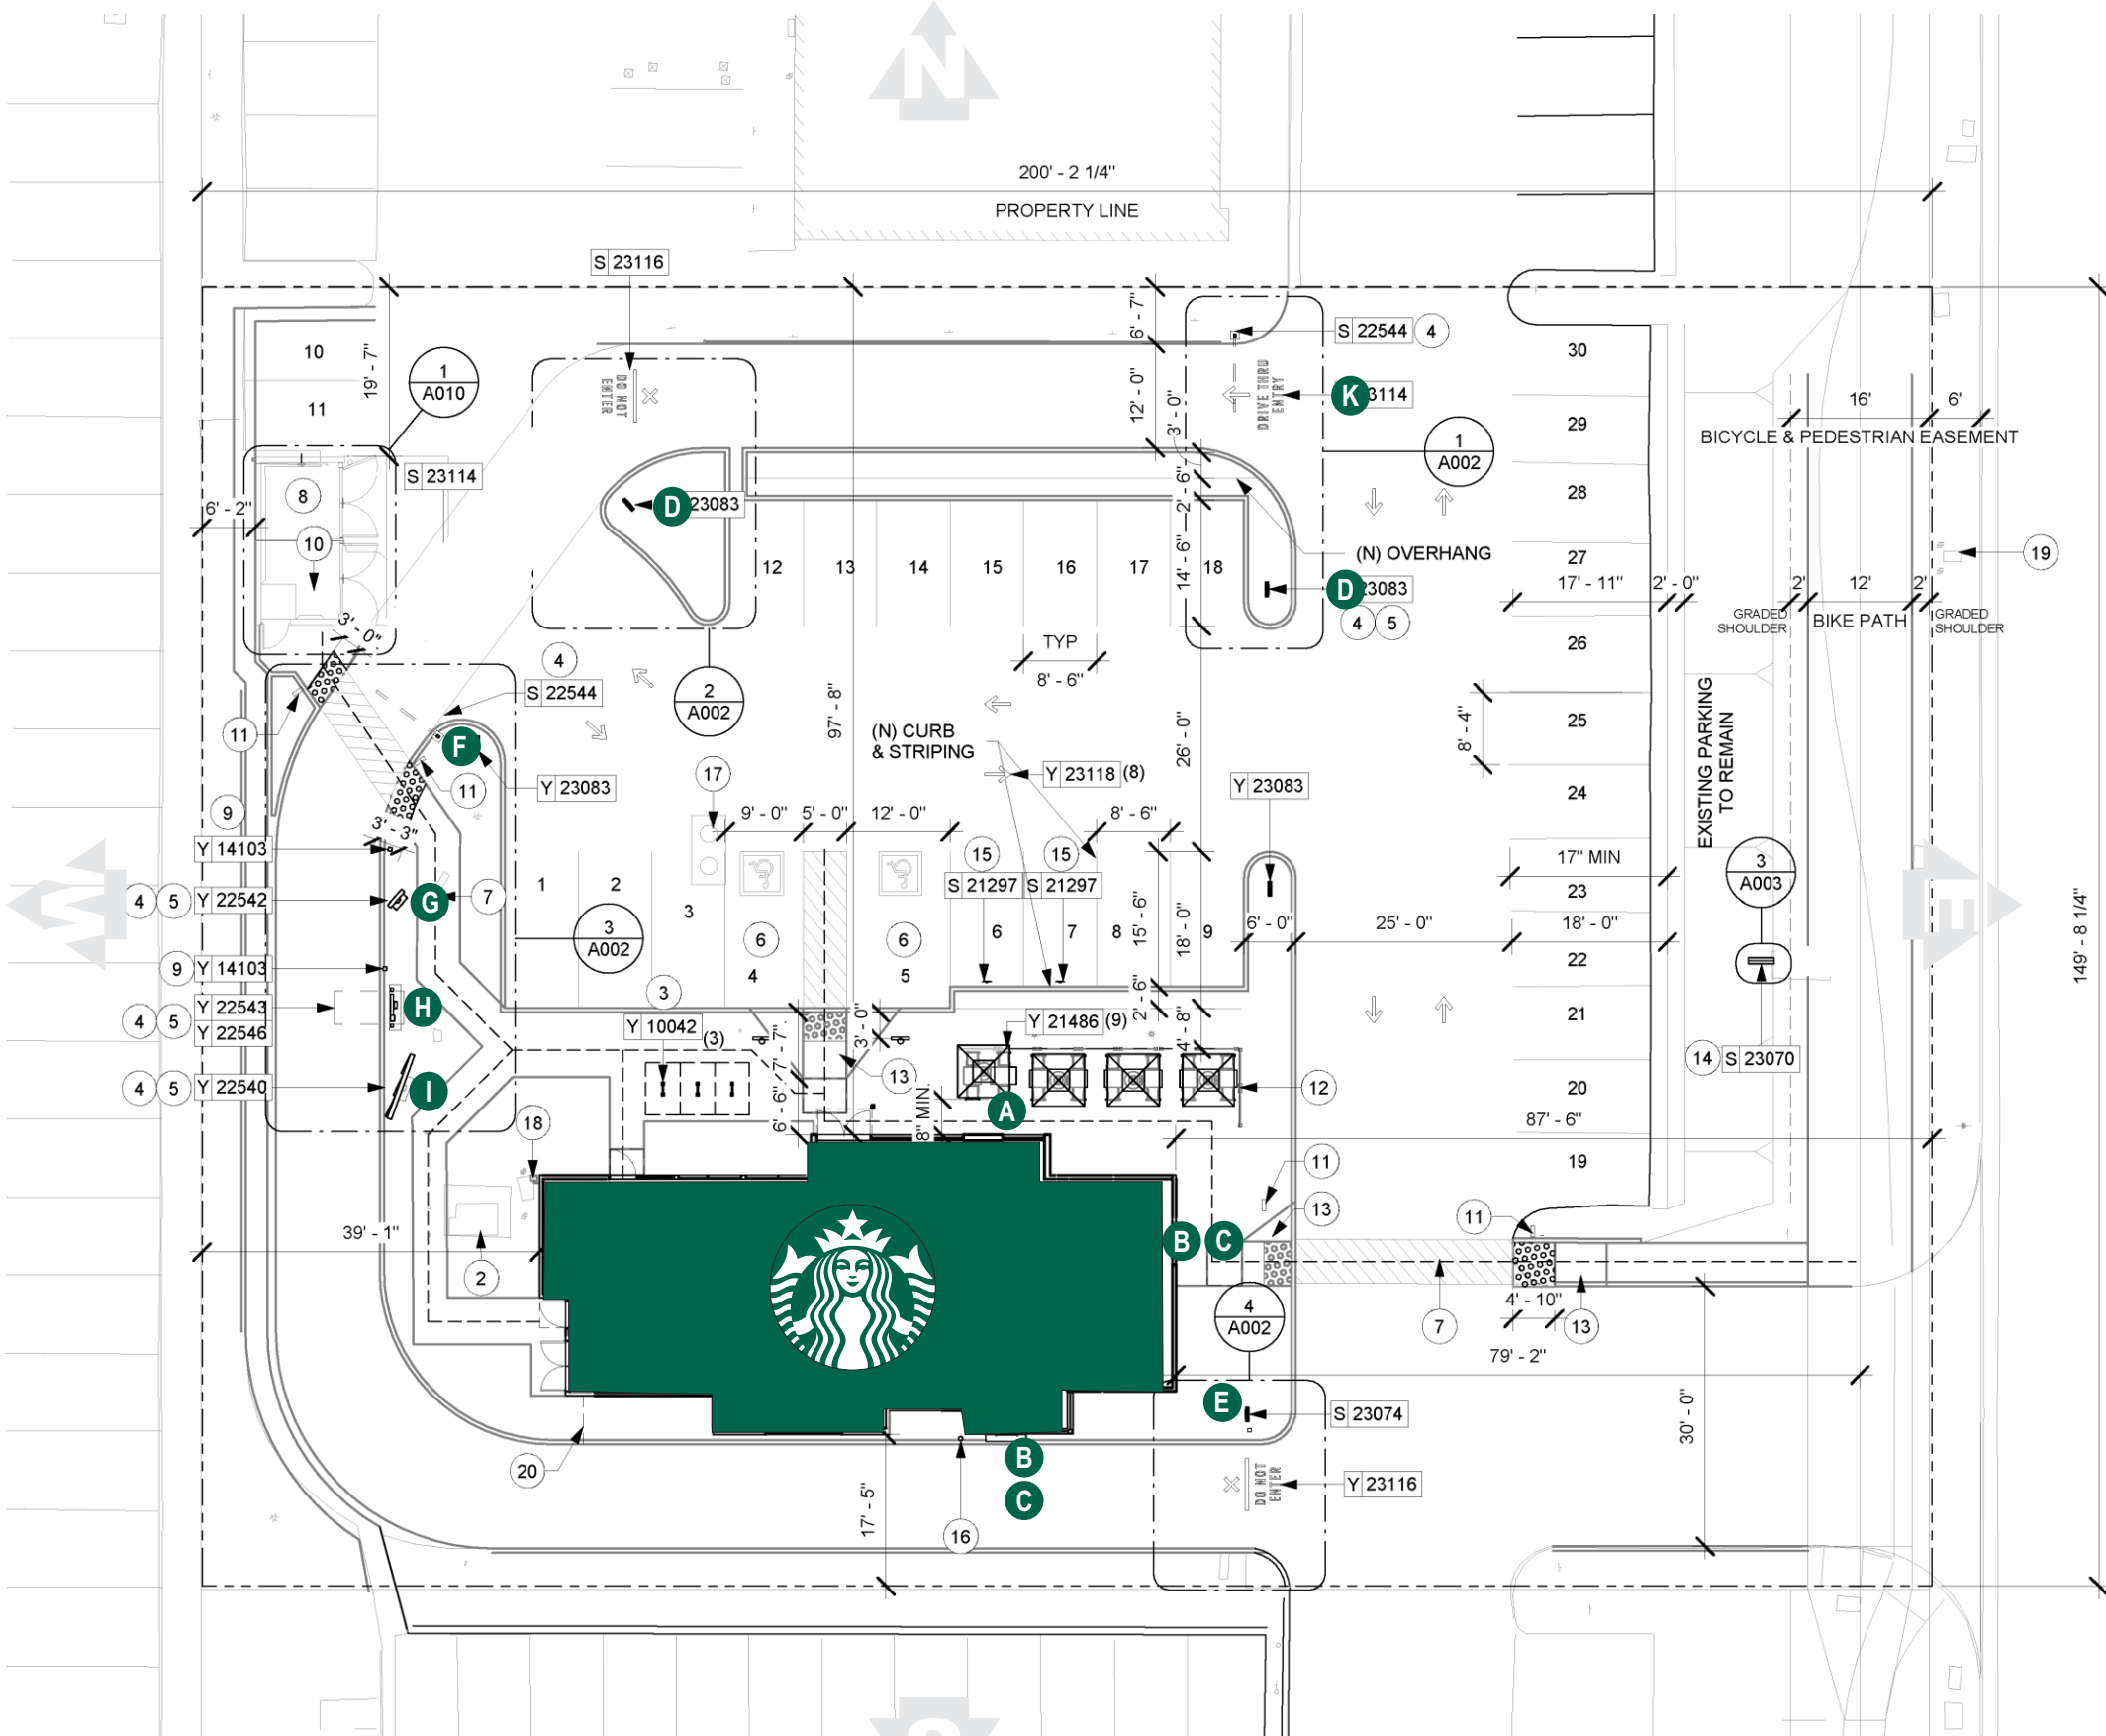 N
200' - 2 1/4"
PROPERTY LINE
S 23116
6' - 7"
S 22544
4
10
11
19' - 7"
1
A010
DO NOT
ENTER
12' - 0"
3' - 0"
DRIVE THRU
ENTRY
K
3114
30
16'
6'
29
BICYCLE & PEDESTRIAN EASEMENT
1
A002
S 23114
8
6' - 2"
10
D
23083
2' - 6"
28
12
13
14
15
16
17
18
14' - 6"
(N) OVERHANG
27
19
17' - 11"
2' - 0"
2'
12'
2'
D
23083
4
5
GRADED
SHOULDER
BIKE PATH
GRADED
SHOULDER
3' - 0"
TYP
8' - 6"
26
4
S 22544
2
A002
11
F
Y 23083
11
97' - 8"
(N) CURB
& STRIPING
26' - 0"
8' - 4"
25
EXISTING PARKING
TO REMAIN
17
Y 23118 (8)
Y 23083
24
9
3' - 3"
9' - 0"
5' - 0"
12' - 0"
8' - 6"
Y 14103
15
15
17" MIN
3
A003
4
5
Y 22542
G
7
1
2
3
S 21297
S 21297
23
149' - 8 1/4"
E
3
A002
6
4
6
5
6
7
8
15' - 6"
18' - 0"
9
6' - 0"
25' - 0"
18' - 0"
22
9
Y 14103
14
S 23070
4
5
Y 22543
Y 22546
H
3
Y 10042
(3)
7' - 7"
3' - 0"
Y 21486 (9)
2' - 6"
4' - 8"
21
4
5
Y 22540
I
13
A
12
20
6' - 6"
8" MIN.
87' - 6"
18
11
19
39' - 1"
2
B
C
13
11
4
A002
7
4' - 10"
13
79' - 2"
E
S 23074
30' - 0"
20
B
C
DO NOT
ENTER
Y 23116
17' - 5"
16